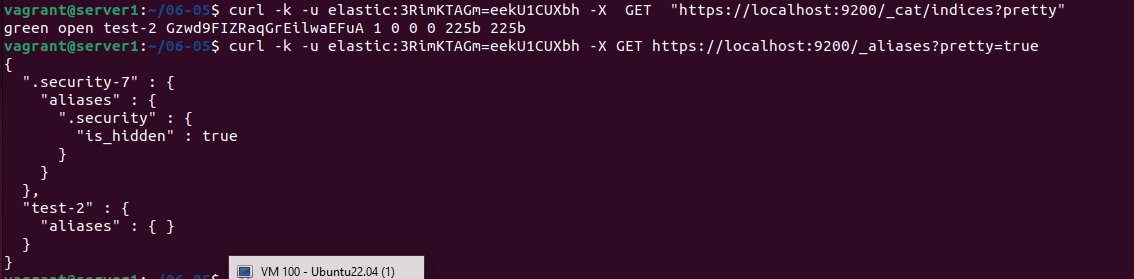 vagrant@server1:~/06-05$ curl -k -u elastic:3RimKTAGm=eekU1CUXbh -X  GET  "https://localhost:9200/_cat/indices?pretty"
green open test-2 Gzwd9FIZRaqGrEilwaEFuA 1 0 0 0 225b 225b
vagrant@server1:~/06-05$ curl -k -u elastic:3RimKTAGm=eekU1CUXbh -X GET https://localhost:9200/_aliases?pretty=true
{
  ".security-7" : {
    "aliases" : {
      ".security" : {
        "is_hidden" : true
      }
    }
  },
  "test-2" : {
    "aliases" : { }
  }
}
vagrant@server1:~/06-05$
VM 100 - Ubuntu22.04 (1)